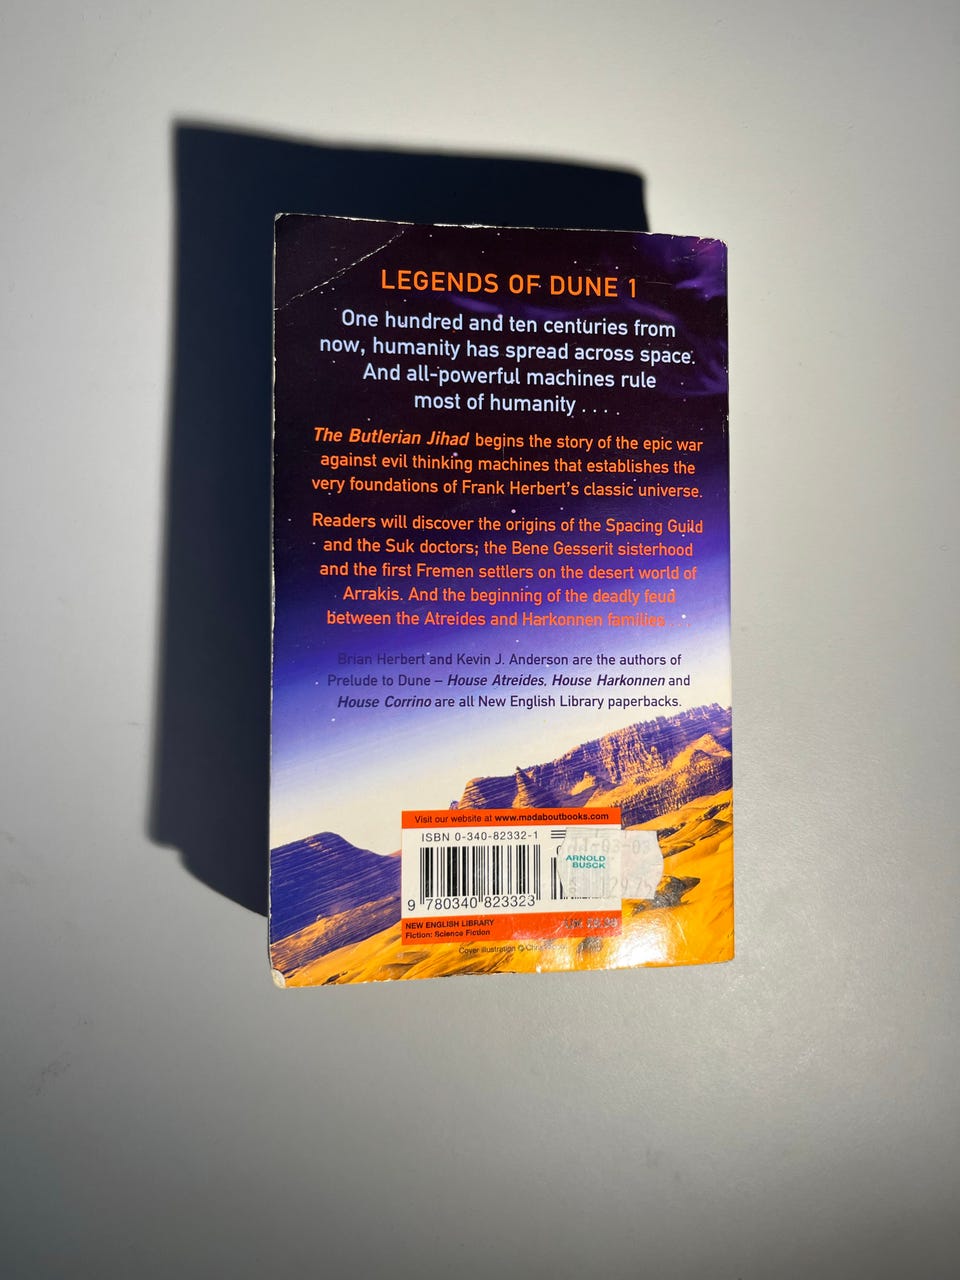 LEGENDS OF DUNE 1
One hundred and ten centuries from
now, humanity has spread across space.
And all-powerful machines rule
most of humanity . . . .
The Butlerian Jihad begins the story of the epic war
against evil thinking machines that establishes the
very foundations of Frank Herbert's classic universe.
Readers will discover the origins of the Spacing Guild
and the Suk doctors; the Bene Gesserit sisterhood
and the first Fremen settlers on the desert world of
Arrakis. And the beginning of the deadly feud
between the Atreides and Harkonnen families . . .
Brian Herbert and Kevin J. Anderson are the authors of
Prelude to Dune – House Atreides, House Harkonnen and
House Corrino are all New English Library paperbacks.
Visit our website at www.madaboutbooks.com
ISBN 0-340-82332-1
11-03-03
ARNOLD
BUSCK
129.75
9 780340 823323
NEW ENGLISH LIBRARY
Fiction: Science Fiction
Cover illustration ©